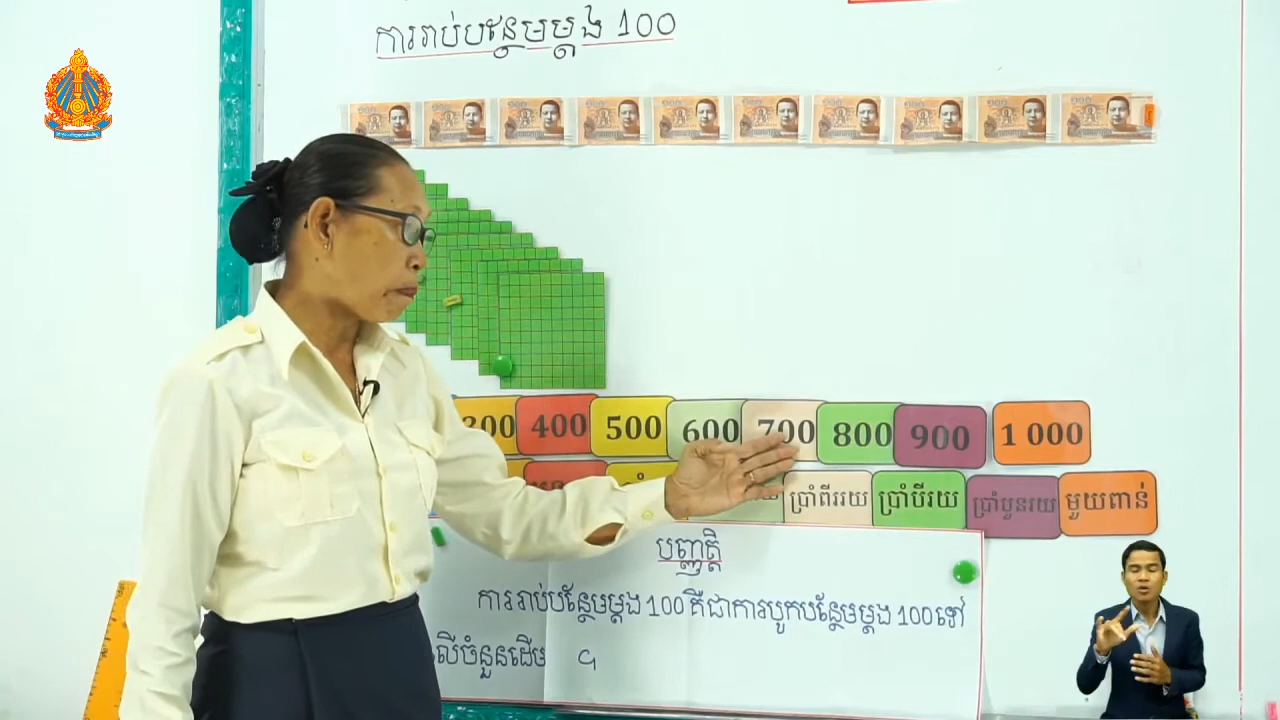 ការរាប់បន្ថែមម្តង 100
300 400 500 600 700 800 900 1 000
ប្រាំពីររយ ប្រាំបីរយ ប្រាំបួនរយ មួយពាន់
បញ្ញត្តិ
ការរាប់បន្ថែមម្តង 100 គឺជាការបូកបន្ថែមម្តង 100 ទៅ
លើចំនួនដើម ។